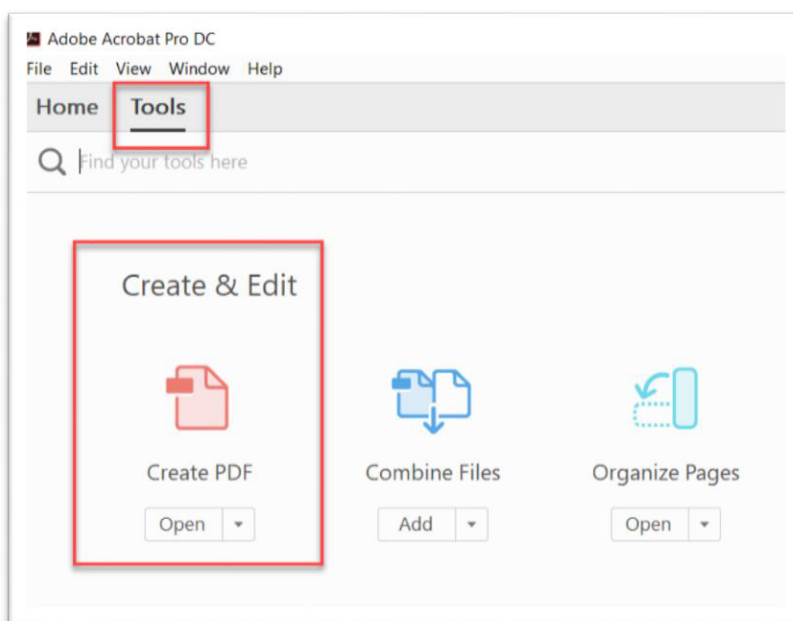 Adobe Acrobat Pro DC
File Edit View Window Help
Home Tools
Find your tools here
Create & Edit
Create PDF Combine Files Organize Pages
Open Add Open